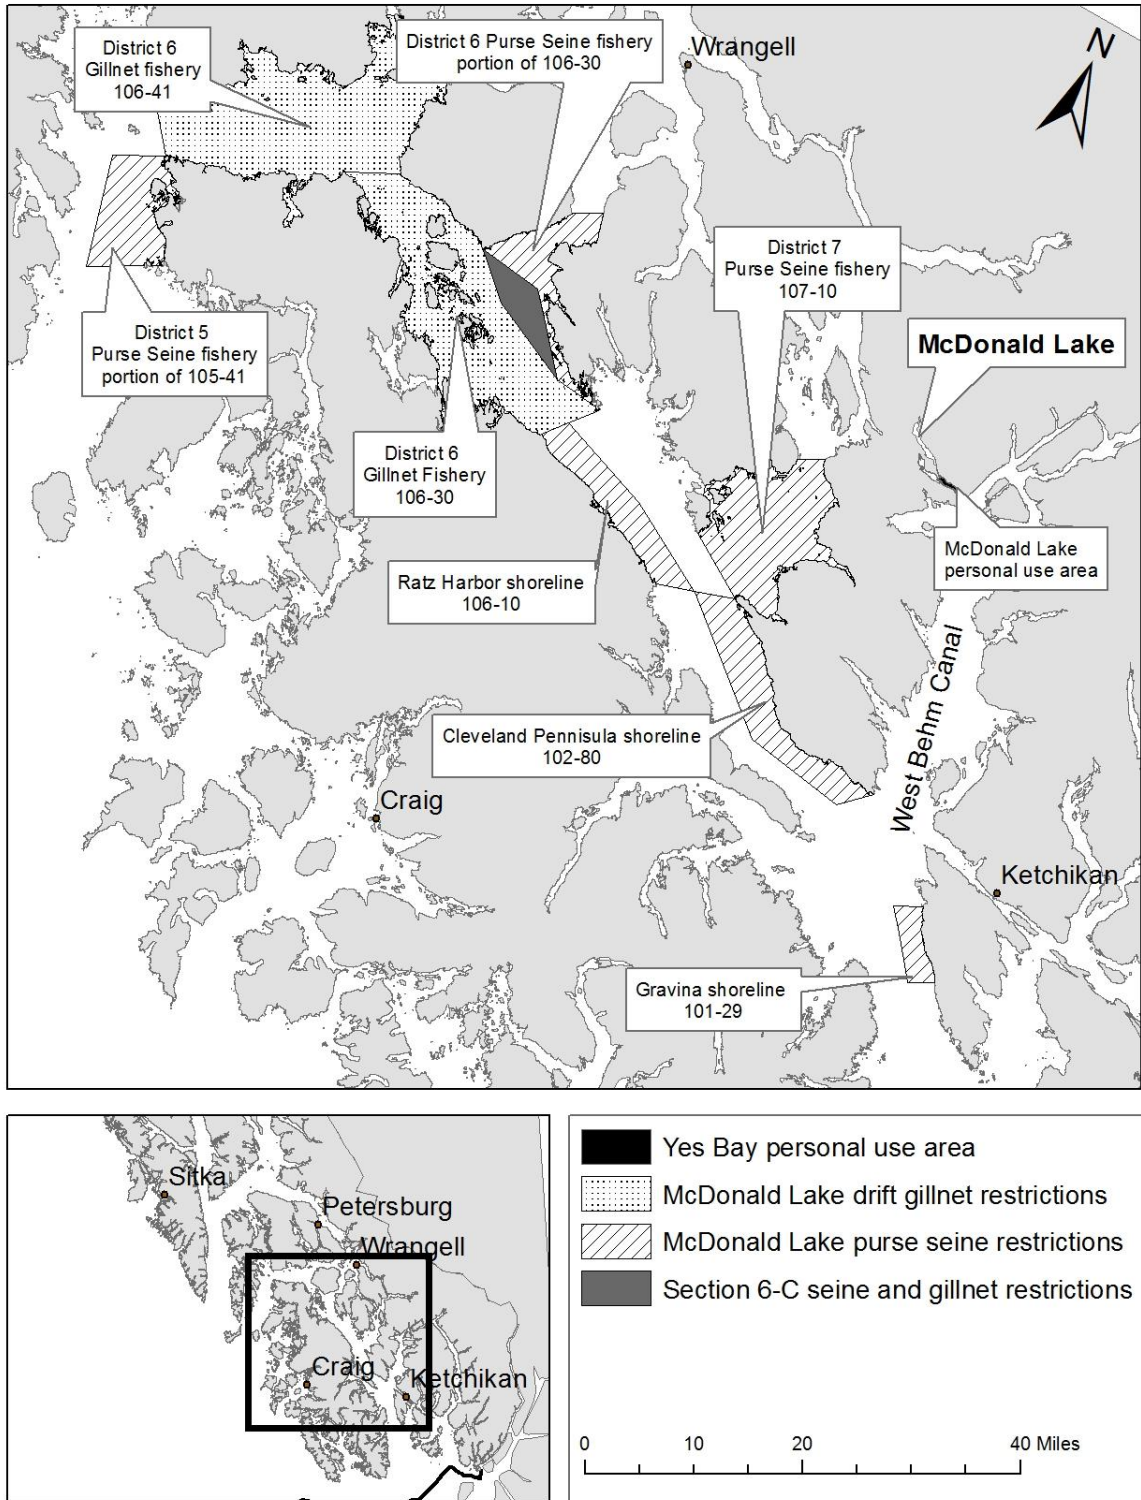 District 6
Gillnet fishery
106-41
District 6 Purse Seine fishery
portion of 106-30
Wrangell
N
District 7
Purse Seine fishery
107-10
McDonald Lake
District 5
Purse Seine fishery
portion of 105-41
District 6
Gillnet Fishery
106-30
McDonald Lake
personal use area
Ratz Harbor shoreline
106-10
West Behm Canal
Cleveland Pennisula shoreline
102-80
Craig
Ketchikan
Gravina shoreline
101-29
Sitka
Petersburg
Wrangell
Craig
Ketchikan
Yes Bay personal use area
McDonald Lake drift gillnet restrictions
McDonald Lake purse seine restrictions
Section 6-C seine and gillnet restrictions
0 10 20 40 Miles